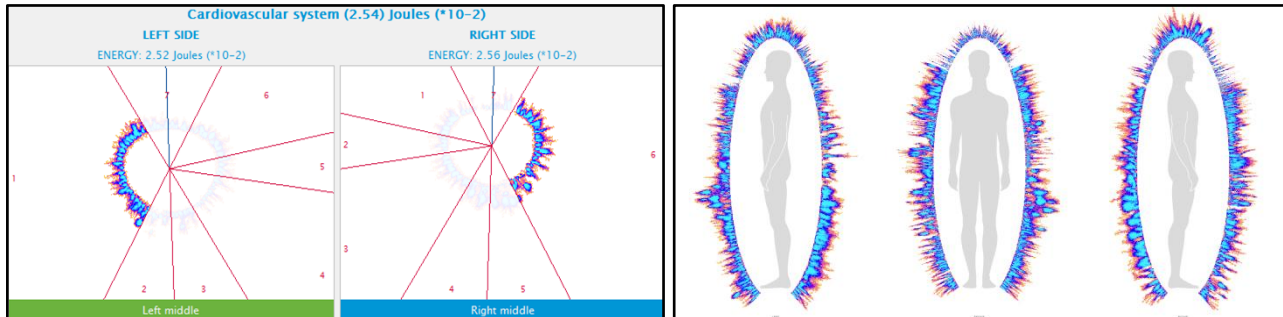 Cardiovascular system (2.54) Joules (*10-2)
LEFT SIDE
ENERGY: 2.52 Joules (*10-2)
7
6
5
1
4
2
3
Left middle
RIGHT SIDE
ENERGY: 2.56 Joules (*10-2)
7
1
2
6
3
4
5
Right middle